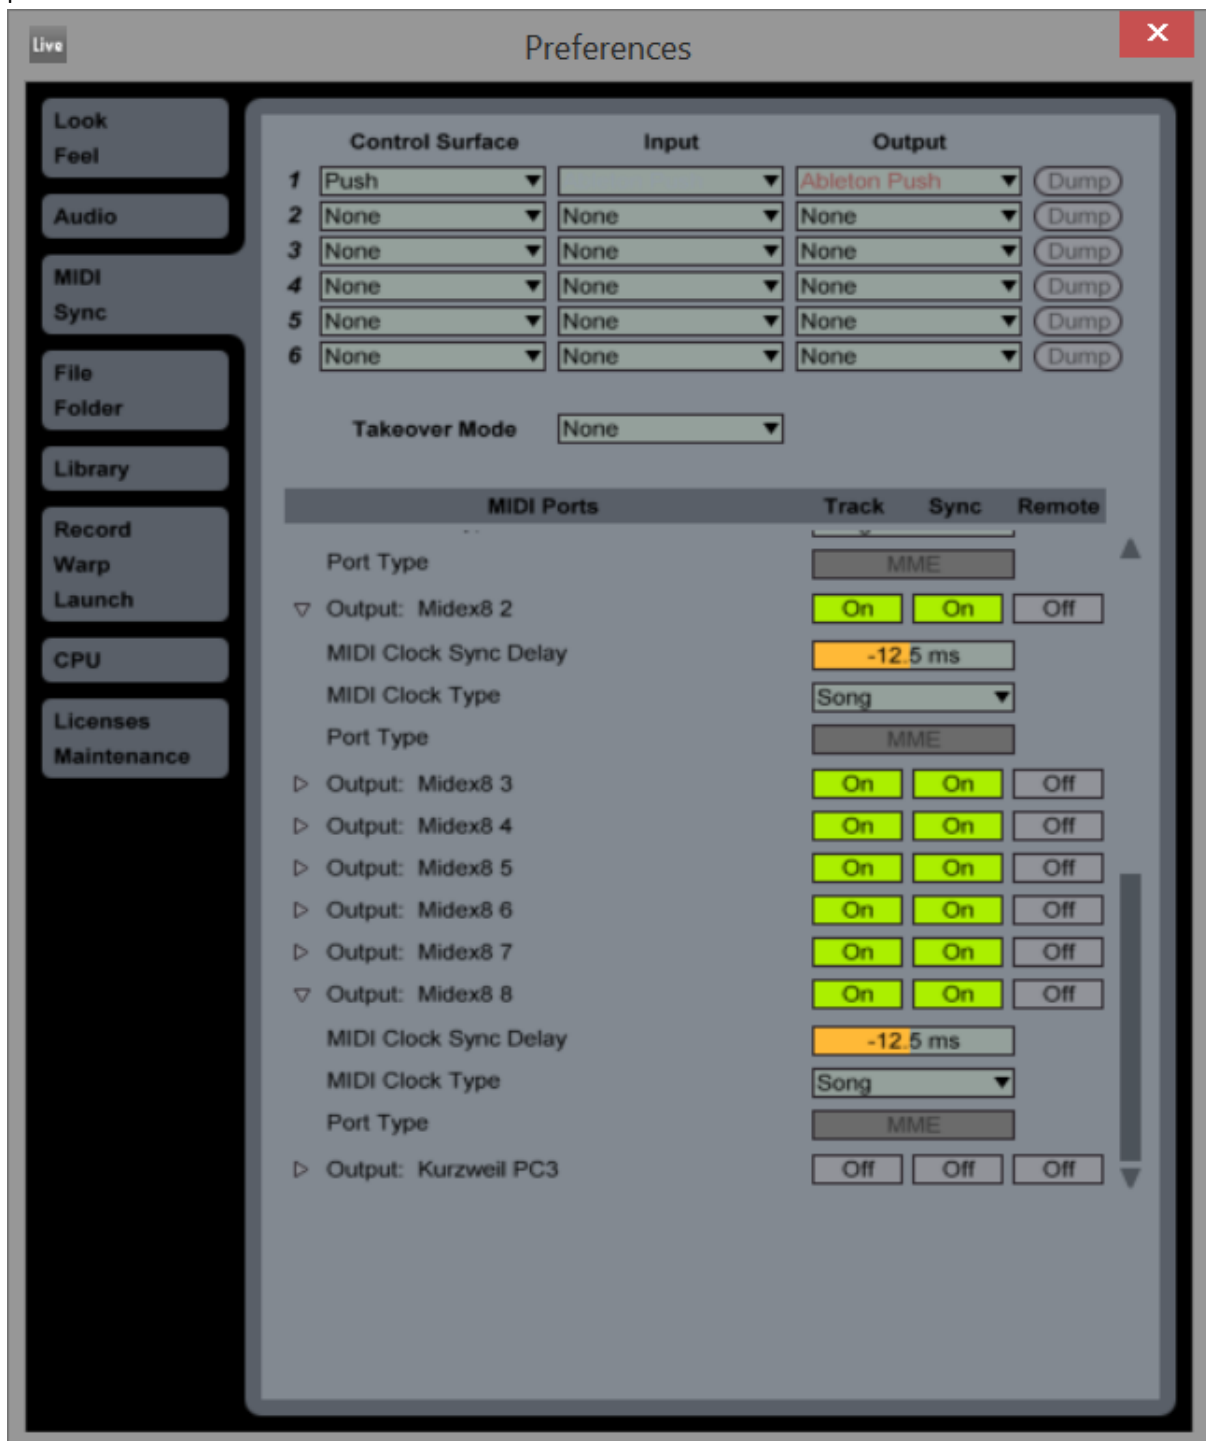 Live
Preferences
Look
Feel
Audio
MIDI
Sync
File
Folder
Library
Record
Warp
Launch
CPU
Licenses
Maintenance
Control Surface Input Output
1 Push Ableton Push Dump
2 None None None Dump
3 None None None Dump
4 None None None Dump
5 None None None Dump
6 None None None Dump
Takeover Mode None
MIDI Ports Track Sync Remote
Port Type MME
Output: Midex8 2 On On Off
MIDI Clock Sync Delay -12.5 ms
MIDI Clock Type Song
Port Type MME
Output: Midex8 3 On On Off
Output: Midex8 4 On On Off
Output: Midex8 5 On On Off
Output: Midex8 6 On On Off
Output: Midex8 7 On On Off
Output: Midex8 8 On On Off
MIDI Clock Sync Delay -12.5 ms
MIDI Clock Type Song
Port Type MME
Output: Kurzweil PC3 Off Off Off